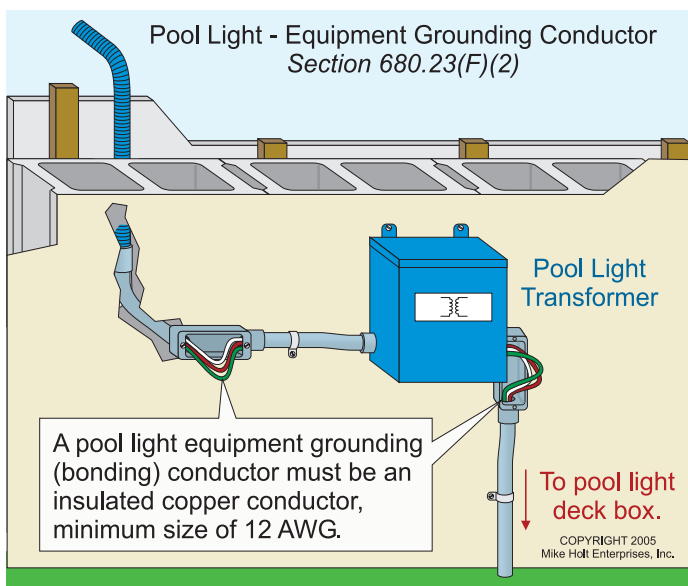 Pool Light - Equipment Grounding Conductor
Section 680.23(F)(2)
Pool Light
Transformer
A pool light equipment grounding
(bonding) conductor must be an
insulated copper conductor,
minimum size of 12 AWG.
To pool light
deck box.
COPYRIGHT 2005
Mike Holt Enterprises, Inc.